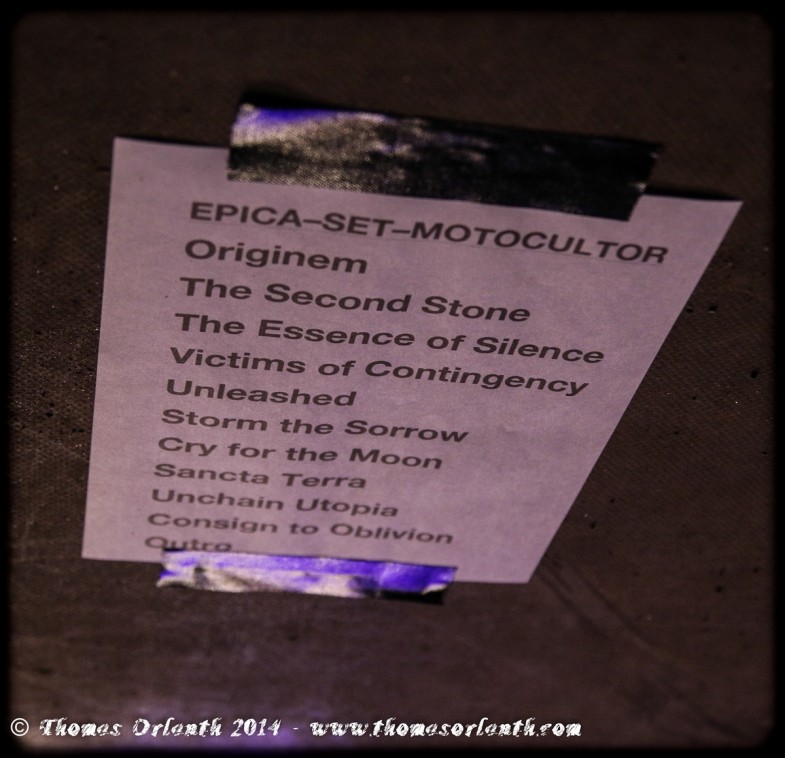 EPICA–SET–MOTOCULTOR
Originem
The Second Stone
The Essence of Silence
Victims of Contingency
Unleashed
Storm the Sorrow
Cry for the Moon
Sancta Terra
Unchain Utopia
Consign to Oblivion
Outro
© Thomas Orlanth 2014 - www.thomasorlanth.com